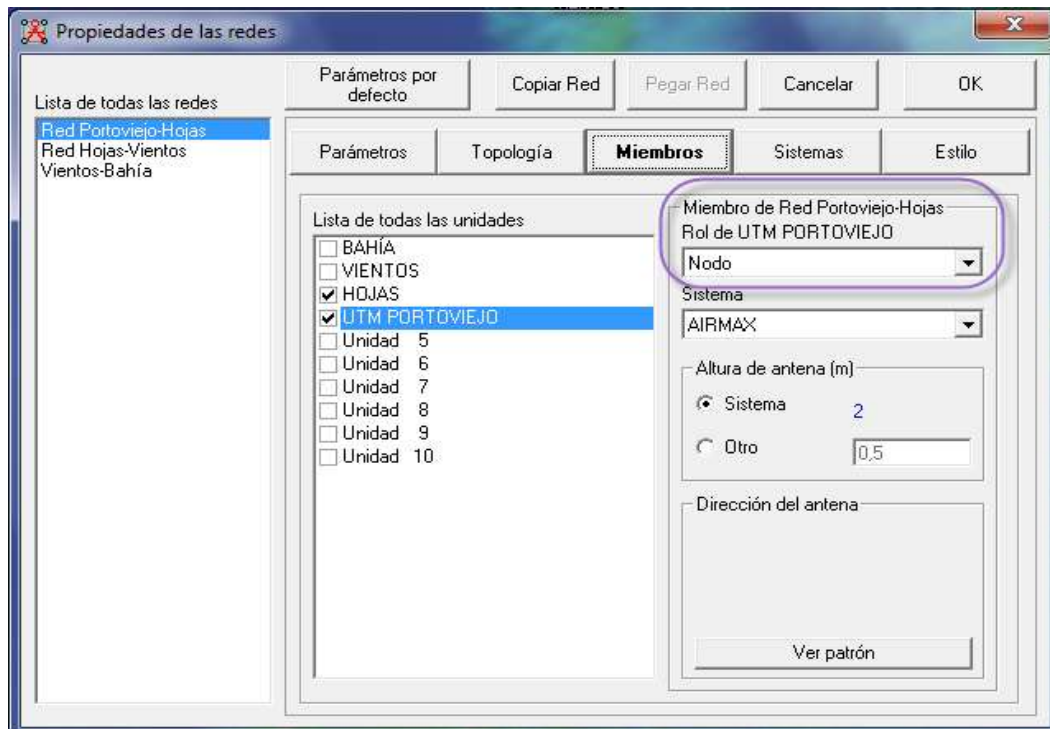 Propiedades de las redes
Lista de todas las redes
Red Portoviejo-Hojas
Red Hojas-Vientos
Vientos-Bahía
Parámetros por
defecto
Copiar Red
Pegar Red
Cancelar
OK
Parámetros
Topología
Miembros
Sistemas
Estilo
Lista de todas las unidades
BAHÍA
VIENTOS
HOJAS
UTM PORTOVIEJO
Unidad 5
Unidad 6
Unidad 7
Unidad 8
Unidad 9
Unidad 10
Miembro de Red Portoviejo-Hojas
Rol de UTM PORTOVIEJO
Nodo
Sistema
AIRMAX
Altura de antena (m)
Sistema 2
Otro 0,5
Dirección del antena
Ver patrón